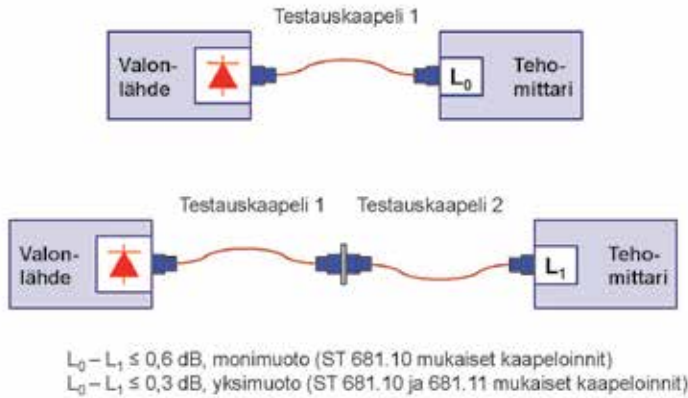 Testauskaapeli 1
Valon-
lähde
L₀
Teho-
mittari
Testauskaapeli 1
Testauskaapeli 2
Valon-
lähde
L₁
Teho-
mittari
L₀ – L₁ ≤ 0,6 dB, monimuoto (ST 681.10 mukaiset kaapeloinnit)
L₀ – L₁ ≤ 0,3 dB, yksimuoto (ST 681.10 ja 681.11 mukaiset kaapeloinnit)